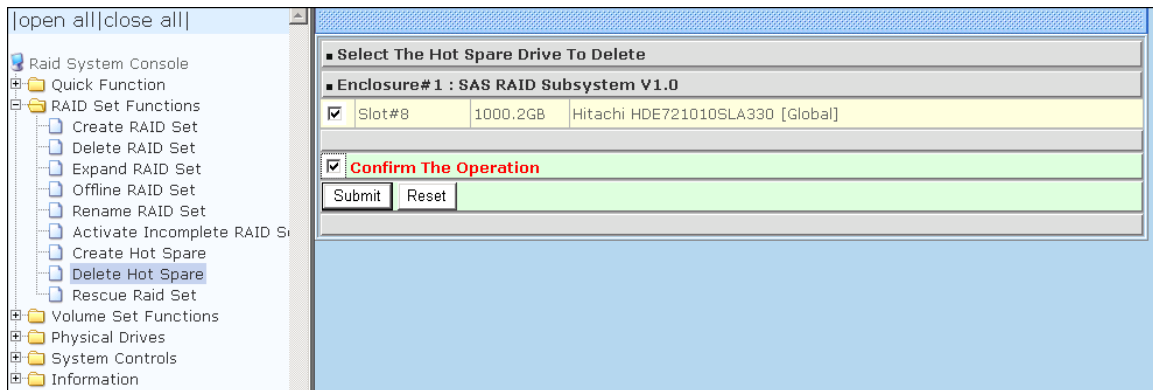 |open all|close all|
Raid System Console
Quick Function
RAID Set Functions
Create RAID Set
Delete RAID Set
Expand RAID Set
Offline RAID Set
Rename RAID Set
Activate Incomplete RAID S
Create Hot Spare
Delete Hot Spare
Rescue Raid Set
Volume Set Functions
Physical Drives
System Controls
Information
▪ Select The Hot Spare Drive To Delete
▪ Enclosure#1 : SAS RAID Subsystem V1.0
Slot#8 1000.2GB Hitachi HDE721010SLA330 [Global]
Confirm The Operation
Submit Reset